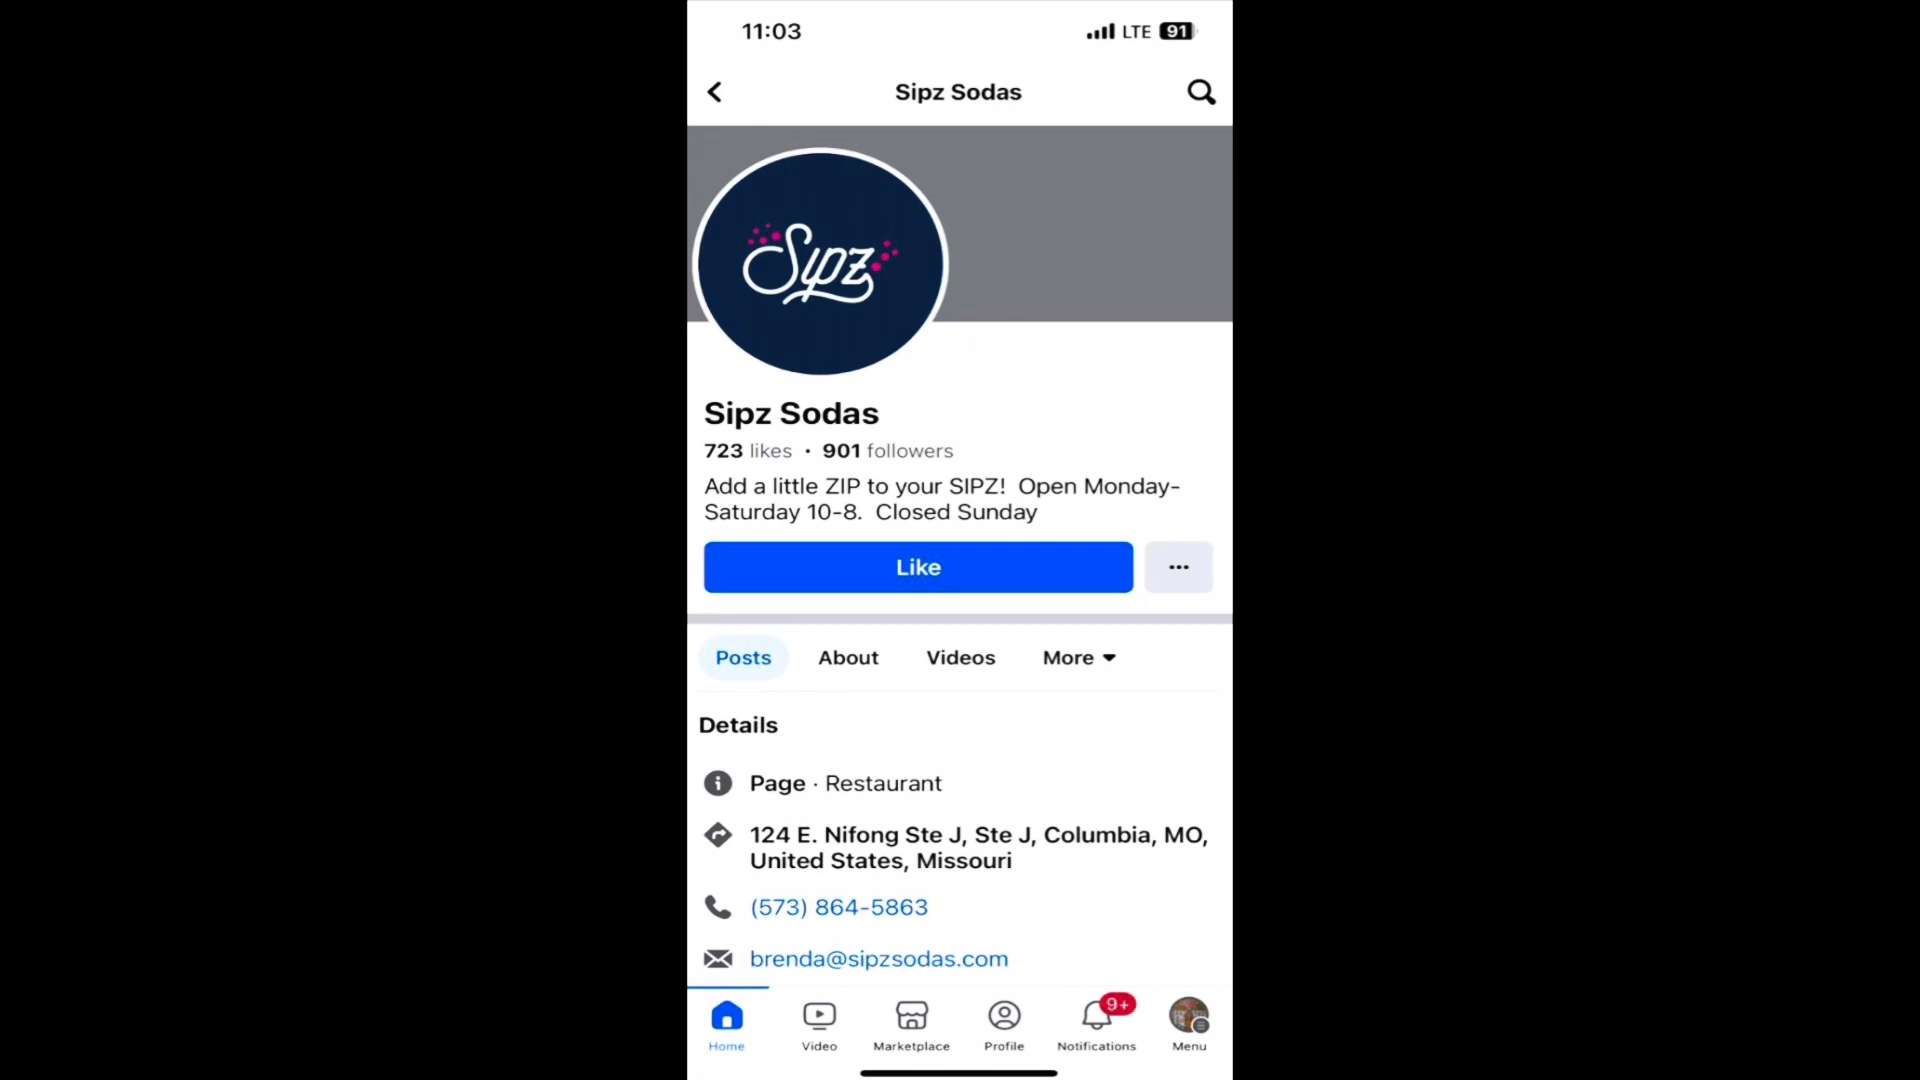 11:03
LTE 91
Sipz Sodas
Sipz
Sipz Sodas
723 likes · 901 followers
Add a little ZIP to your SIPZ! Open Monday-
Saturday 10-8. Closed Sunday
Like
Posts About Videos More
Details
Page · Restaurant
124 E. Nifong Ste J, Ste J, Columbia, MO,
United States, Missouri
(573) 864-5863
brenda@sipzsodas.com
9+
Home Video Marketplace Profile Notifications Menu